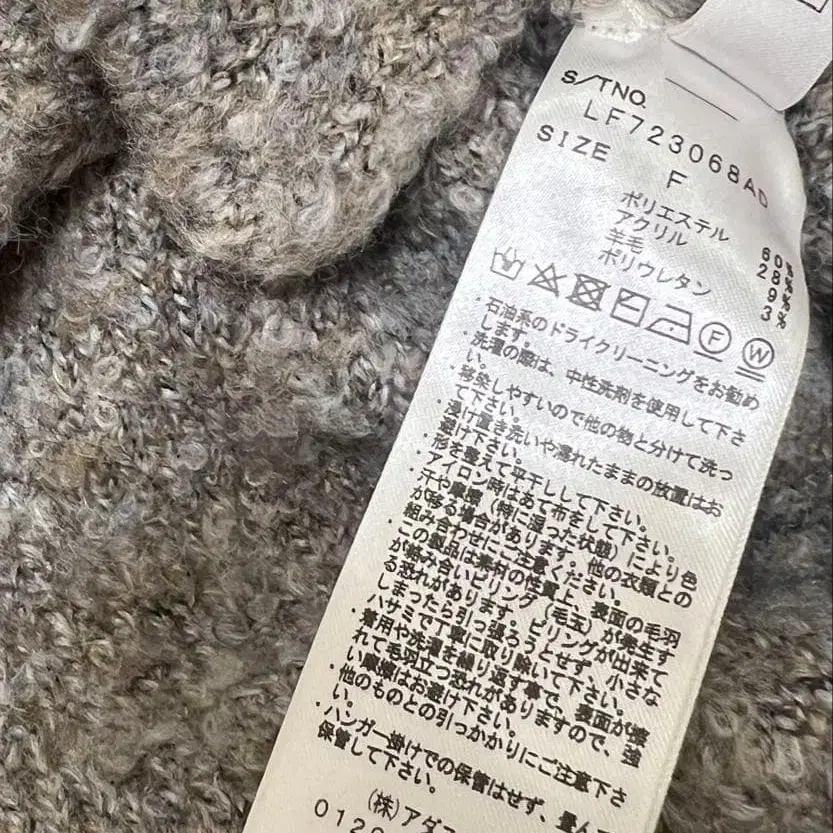 S/TNO.
LF723068AD
SIZE
F
ポリエステル 60%
アクリル 28%
羊毛 9%
ポリウレタン 3%
F W
・石油系のドライクリーニングをお勧め
します。
・洗濯の際は、中性洗剤を使用して下さ
い。
・移染しやすいので他の物と分けて洗っ
て下さい。
・浸け置き洗いや濡れたままの放置はお
避け下さい。
・形を整えて平干しして下さい。
・アイロン時はあて布をして下さい。
・汗や摩擦（特に湿った状態）により色
が移る場合があります。他の衣類との
組み合わせにご注意ください。
・この製品は素材の性質上、表面の毛羽
が絡み合いピリング（毛玉）が発生す
る恐れがあります。ピリングが出来て
しまったら引っ張ろうとせず、小さな
ハサミで丁寧に取り除いて下さい。
・着用や洗濯を繰り返す事で、表面が擦
れて毛羽立つ恐れがありますので、強
い摩擦はお避け下さい。
・他のものとの引っかかりにご注意下さ
い。
・ハンガー掛けでの保管はせず、畳ん
保管して下さい。
(株)アダス
0120